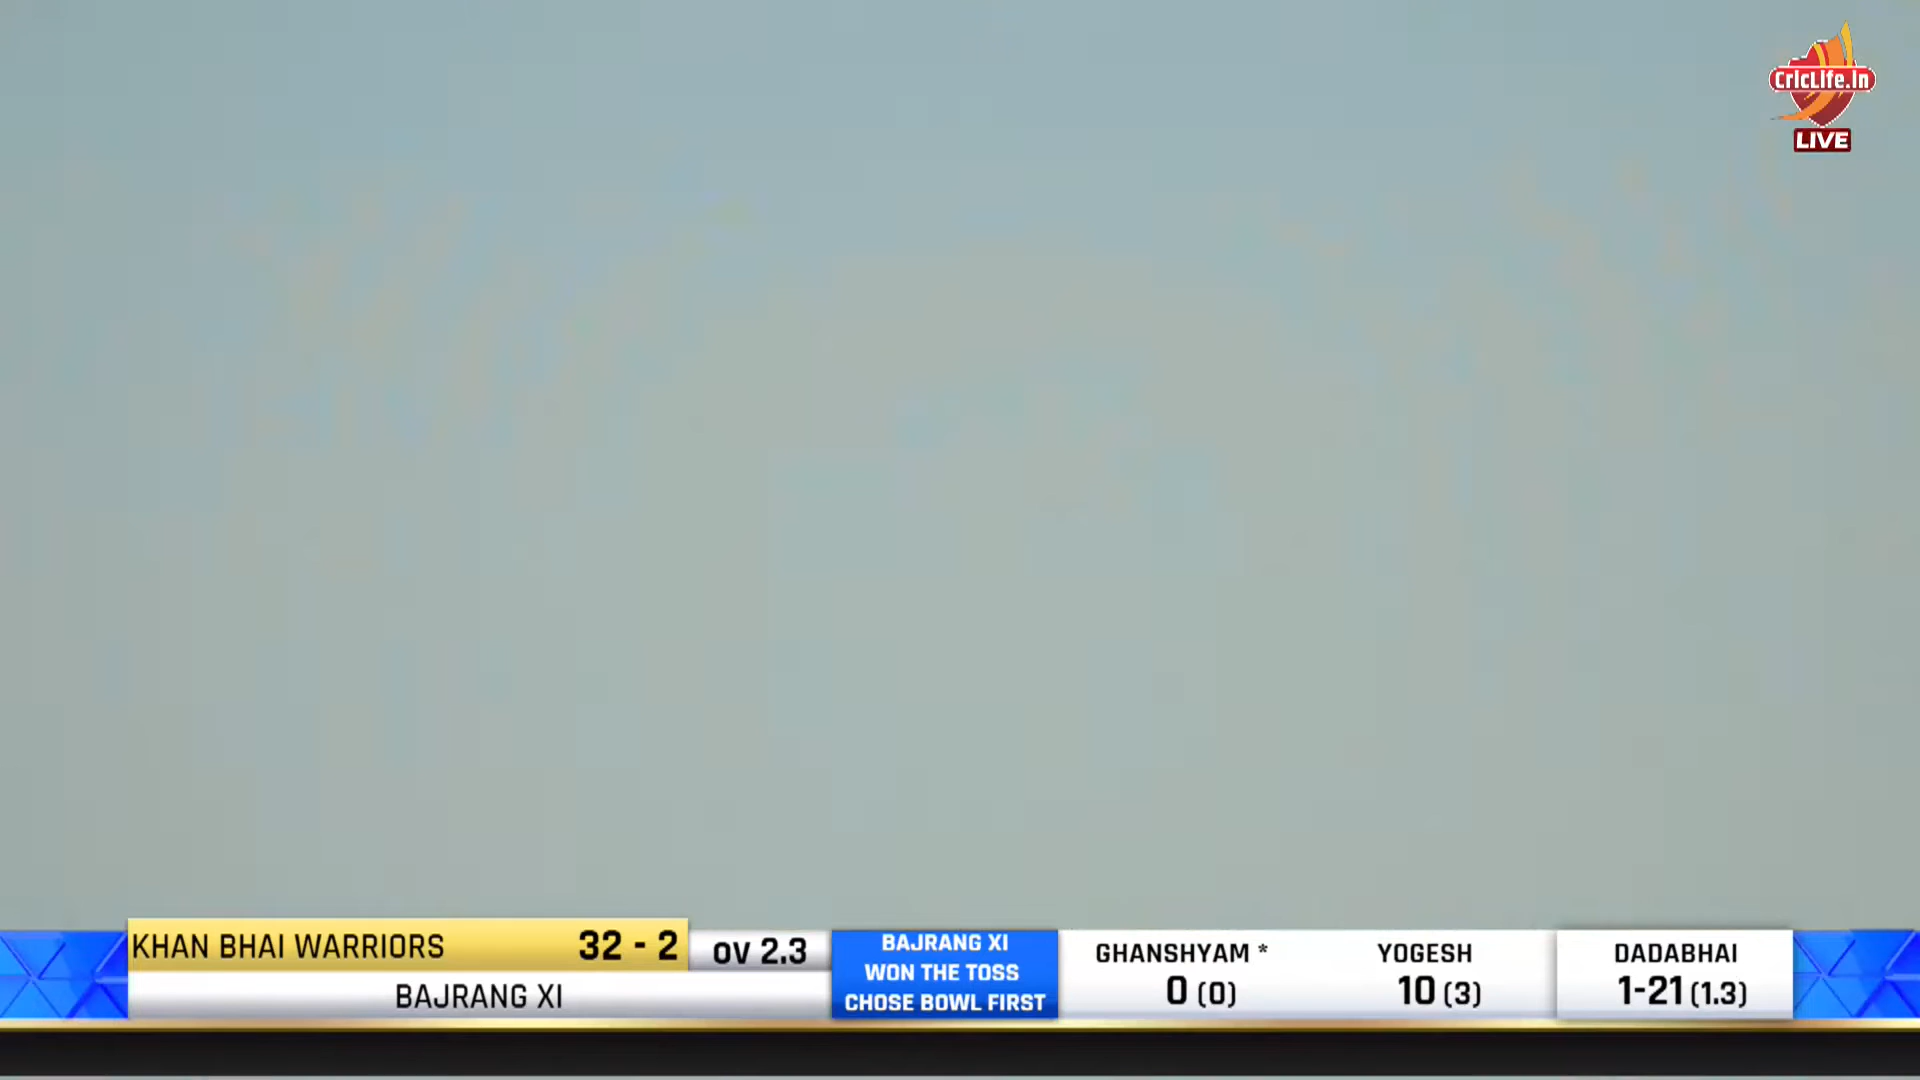 CricLife.in
LIVE
KHAN BHAI WARRIORS 32 - 2
OV 2.3
BAJRANG XI
BAJRANG XI
WON THE TOSS
CHOSE BOWL FIRST
GHANSHYAM *
0 (0)
YOGESH
10 (3)
DADABHAI
1-21 (1.3)